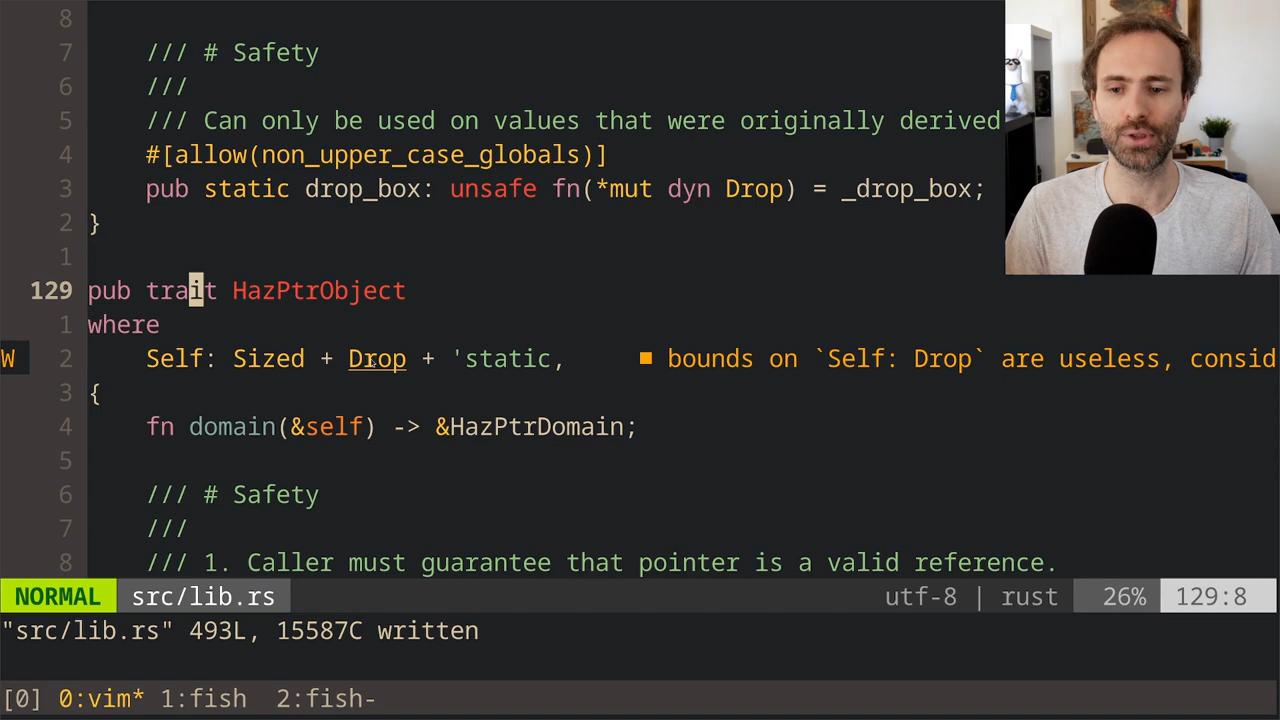 8
7 /// # Safety
6 ///
5 /// Can only be used on values that were originally derived
4 #[allow(non_upper_case_globals)]
3 pub static drop_box: unsafe fn(*mut dyn Drop) = _drop_box;
2 }
1
129 pub trait HazPtrObject
1 where
W 2 Self: Sized + Drop + 'static, ■ bounds on `Self: Drop` are useless, consid
3 {
4 fn domain(&self) -> &HazPtrDomain;
5
6 /// # Safety
7 ///
8 /// 1. Caller must guarantee that pointer is a valid reference.
NORMAL src/lib.rs utf-8 | rust 26% 129:8
"src/lib.rs" 493L, 15587C written
[0] 0:vim* 1:fish 2:fish-